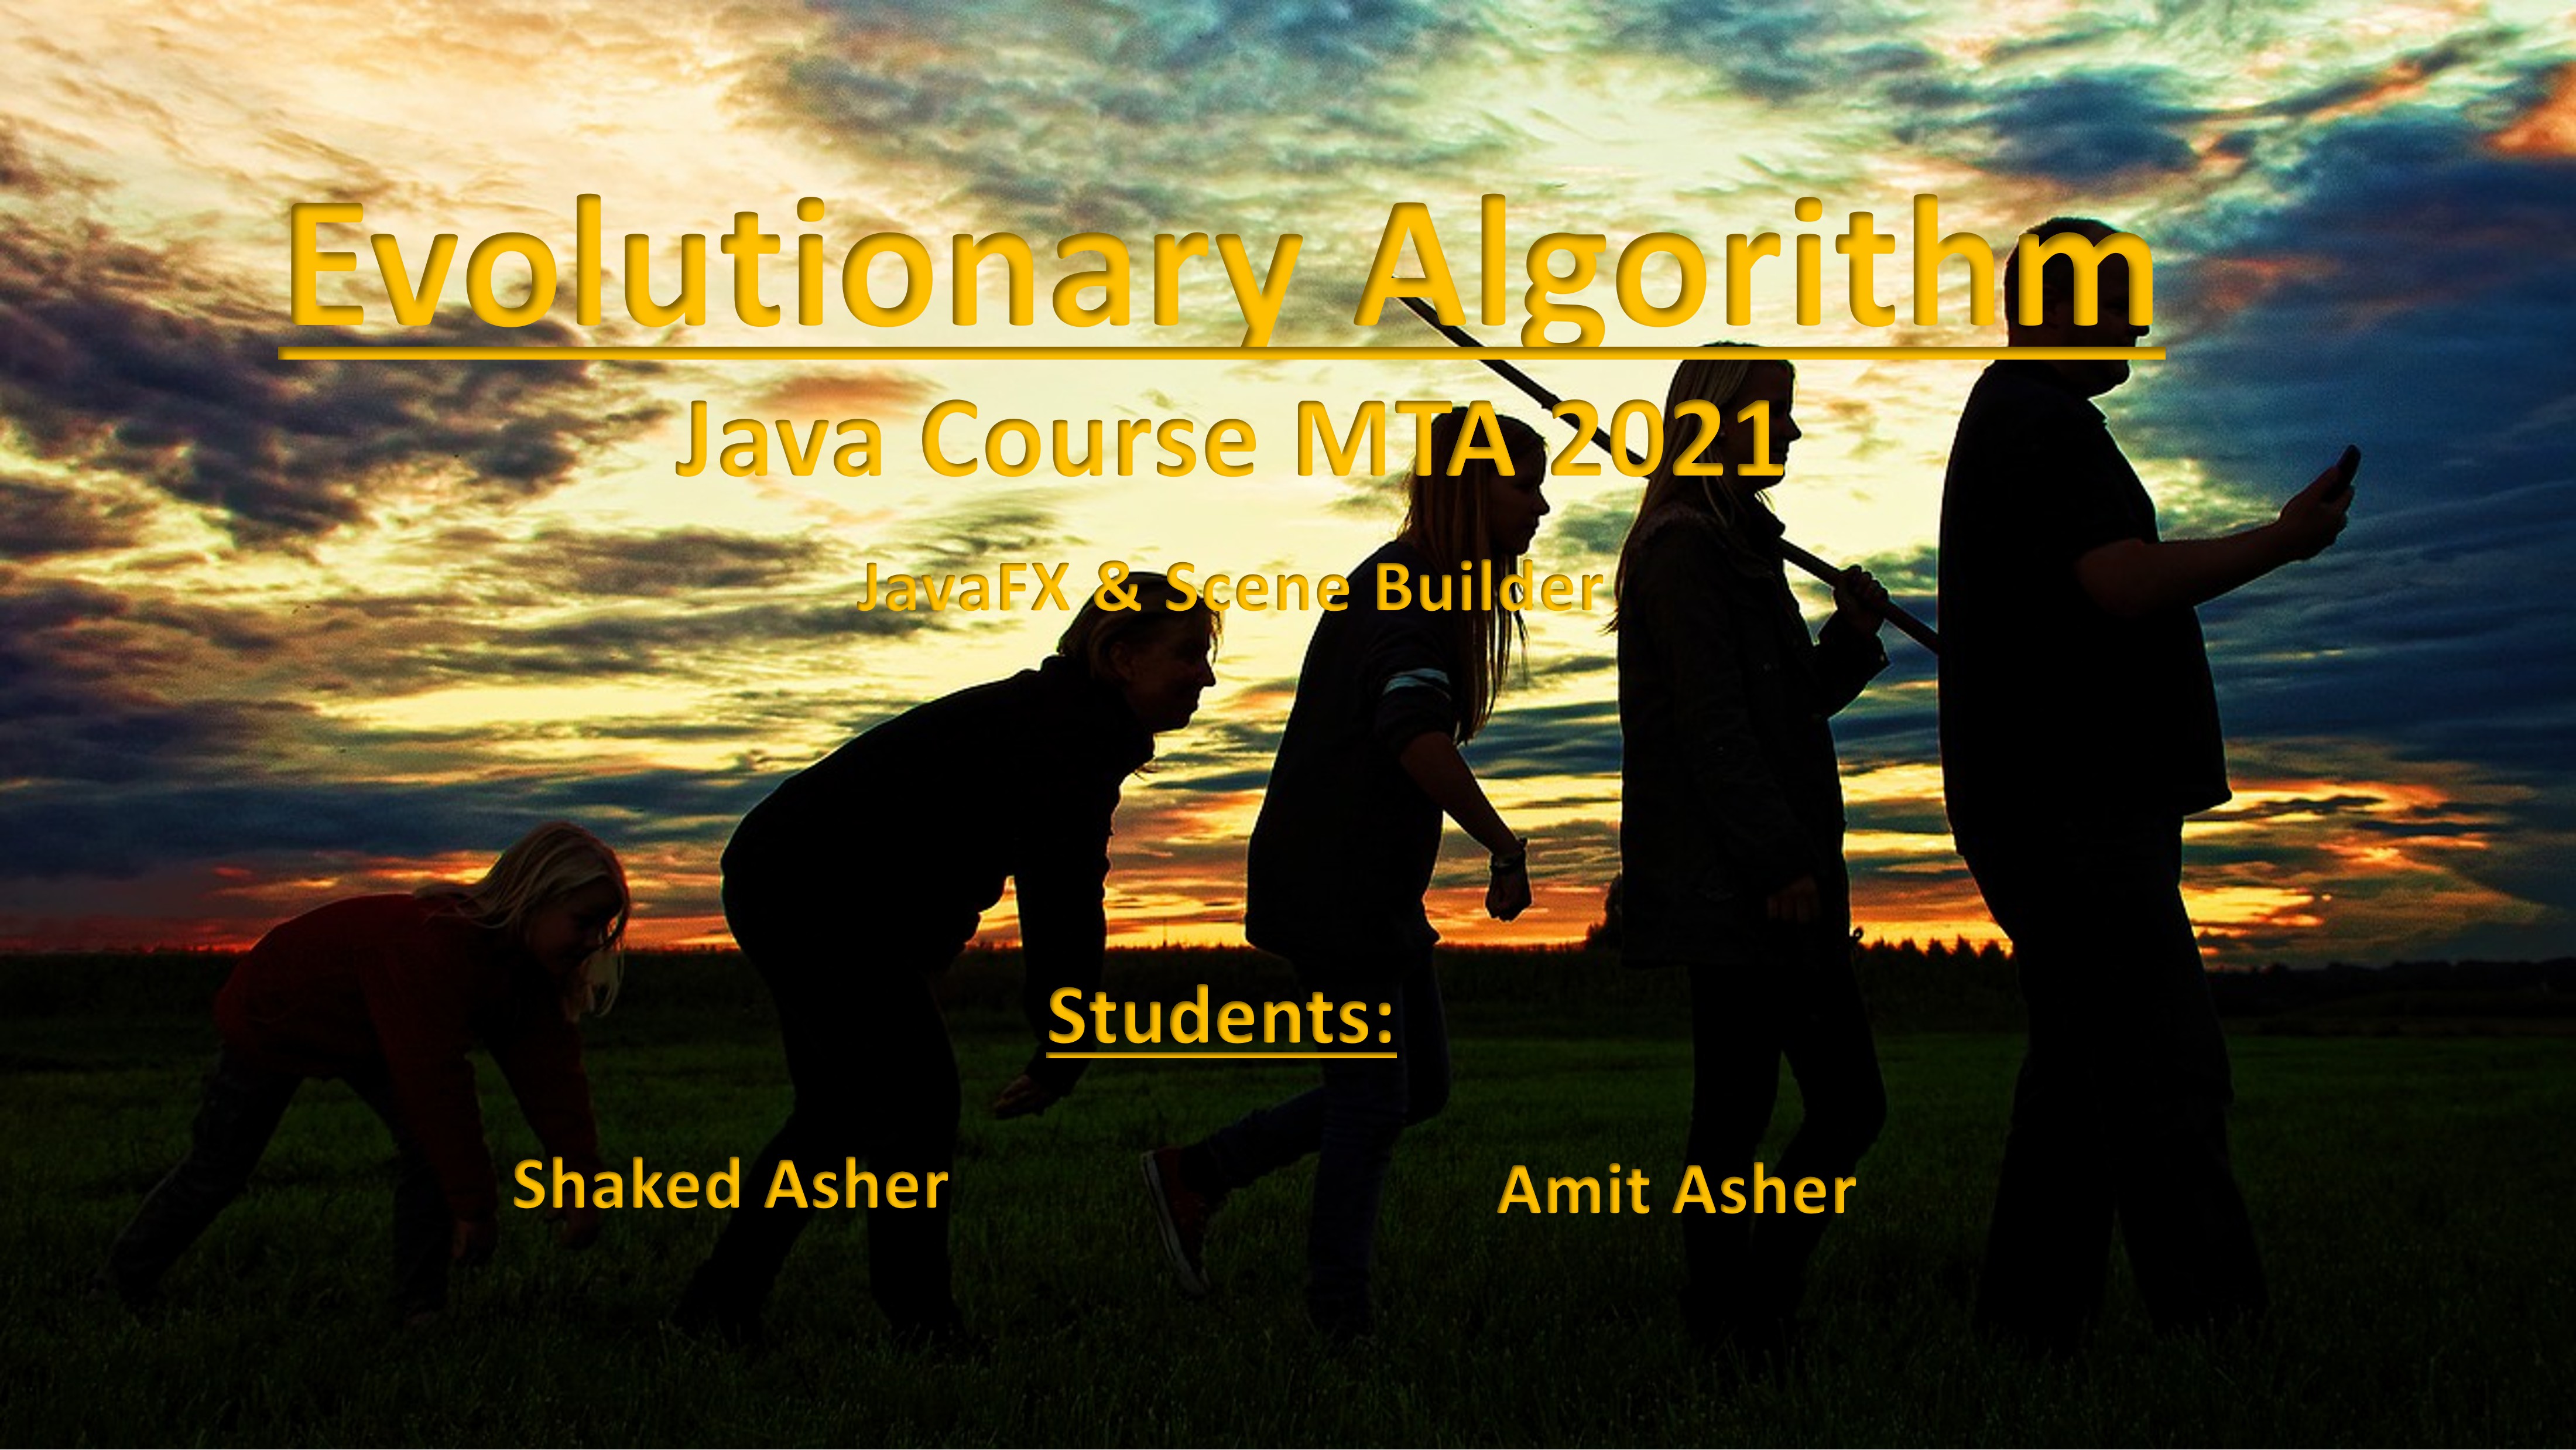 Evolutionary Algorithm
Java Course MTA 2021
JavaFX & Scene Builder
Students:
Shaked Asher
Amit Asher